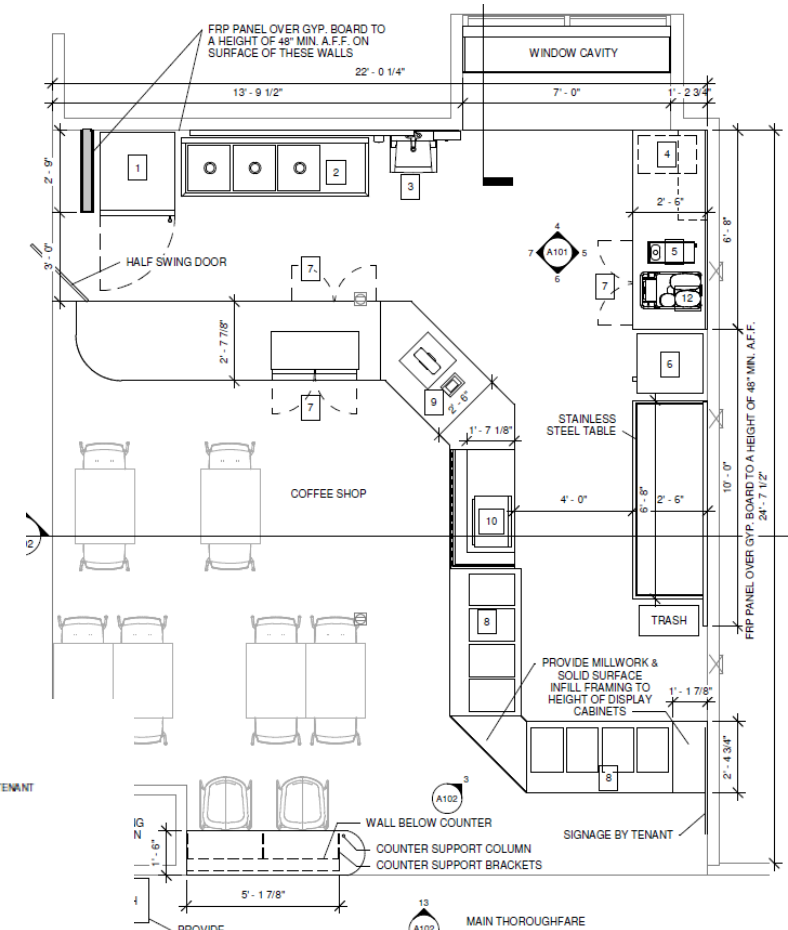 FRP PANEL OVER GYP. BOARD TO
A HEIGHT OF 48" MIN. A.F.F. ON
SURFACE OF THESE WALLS
WINDOW CAVITY
22' - 0 1/4"
13' - 9 1/2"
7' - 0"
1' - 2 3/4"
2' - 9"
1
2
3
4
2' - 6"
6' - 8"
3' - 0"
HALF SWING DOOR
4
7 A101 5
6
5
7
7
12
2' - 7 7/8"
6
9
2' - 6"
7
1' - 7 1/8"
STAINLESS
STEEL TABLE
FRP PANEL OVER GYP. BOARD TO A HEIGHT OF 48" MIN. A.F.F.
24' - 7 1/2"
10' - 0"
COFFEE SHOP
4' - 0"
6' - 8"
2' - 6"
10
8
TRASH
PROVIDE MILLWORK &
SOLID SURFACE
INFILL FRAMING TO
HEIGHT OF DISPLAY
CABINETS
1' - 1 7/8"
2' - 4 3/4"
8
3
A102
TENANT
WALL BELOW COUNTER
SIGNAGE BY TENANT
COUNTER SUPPORT COLUMN
COUNTER SUPPORT BRACKETS
1' - 6"
5' - 1 7/8"
13
A102
MAIN THOROUGHFARE
PROVIDE